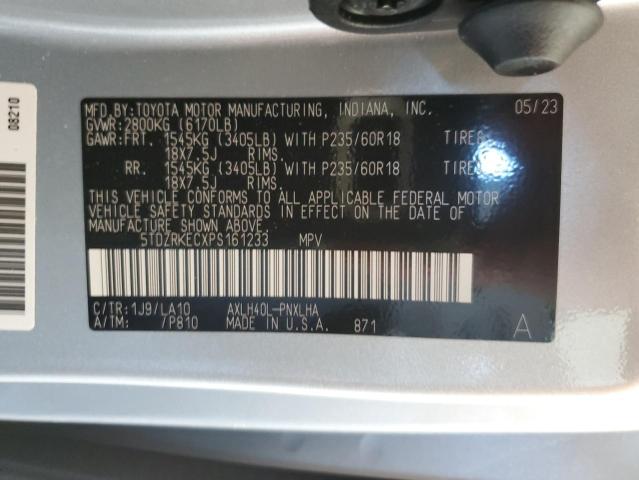 MFD.BY:TOYOTA MOTOR MANUFACTURING, INDIANA, INC. 05/23
GVWR:2800KG (6170LB)
GAWR:FRT. 1545KG (3405LB) WITH P235/60R18
18X7.5J RIMS.
RR. 1545KG (3405LB) WITH P235/60R18
18X7.5J RIMS.
THIS VEHICLE CONFORMS TO ALL APPLICABLE FEDERAL MOTOR
VEHICLE SAFETY STANDARDS IN EFFECT ON THE DATE OF
MANUFACTURE SHOWN ABOVE.
5TDZRKECXPS161233 MPV
C/TR:1J9/LA10 AXLH40L-PNXLHA
A/TM: /P810 MADE IN U.S.A. 871 A
08210